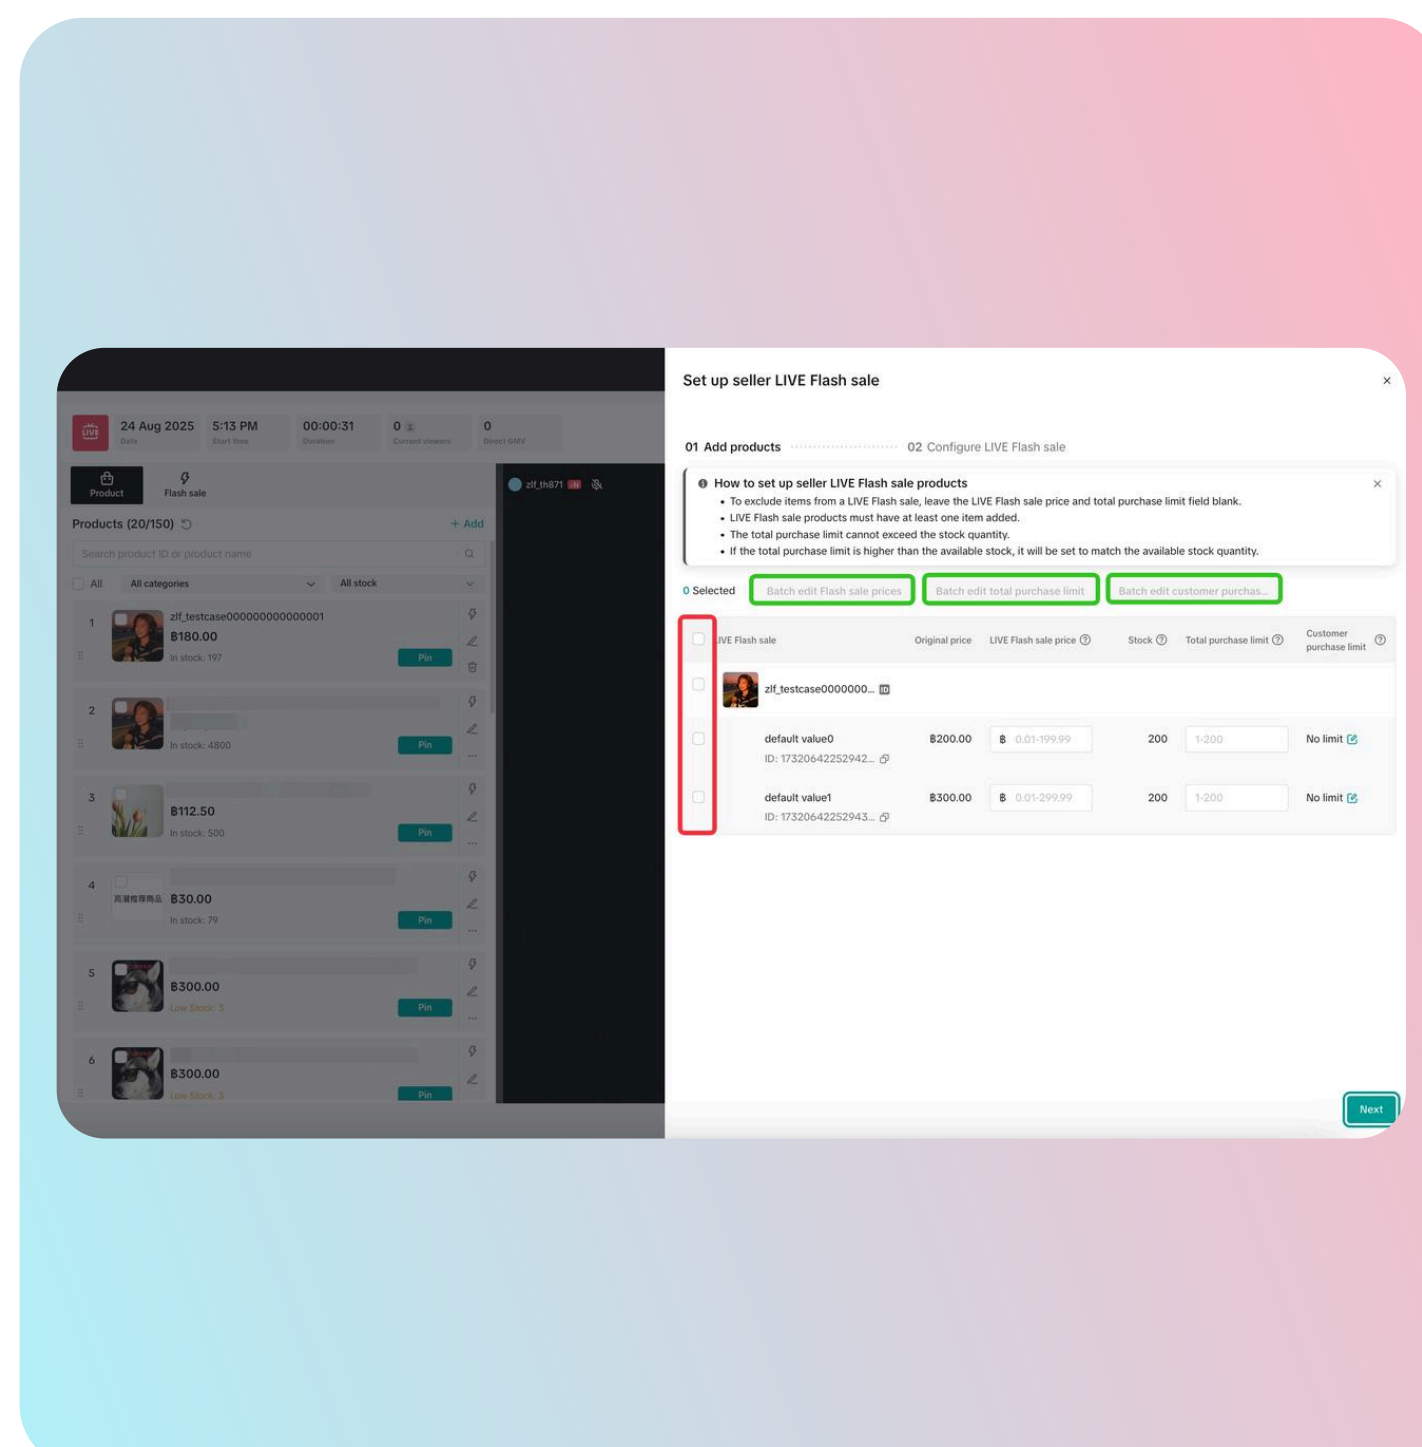 LIVE
24 Aug 2025
Date
5:13 PM
Start time
00:00:31
Duration
0
Current viewers
0
Direct GMV
Product
Flash sale
Products (20/150)
+ Add
Search product ID or product name
All
All categories
All stock
1
zlf_testcase000000000000001
฿180.00
In stock: 197
Pin
2
In stock: 4800
Pin
3
฿112.50
In stock: 500
Pin
4
฿30.00
In stock: 79
Pin
5
฿300.00
Low Stock: 3
Pin
6
฿300.00
Low Stock: 3
Pin
zlf_th871
Set up seller LIVE Flash sale
01 Add products
02 Configure LIVE Flash sale
How to set up seller LIVE Flash sale products
• To exclude items from a LIVE Flash sale, leave the LIVE Flash sale price and total purchase limit field blank.
• LIVE Flash sale products must have at least one item added.
• The total purchase limit cannot exceed the stock quantity.
• If the total purchase limit is higher than the available stock, it will be set to match the available stock quantity.
0 Selected
Batch edit Flash sale prices
Batch edit total purchase limit
Batch edit customer purchas...
LIVE Flash sale
Original price
LIVE Flash sale price
Stock
Total purchase limit
Customer
purchase limit
zlf_testcase0000000... ID
default value0
฿200.00
฿ 0.01-199.99
200
1-200
No limit
ID: 17320642252942...
default value1
฿300.00
฿ 0.01-299.99
200
1-200
No limit
ID: 17320642252943...
Next